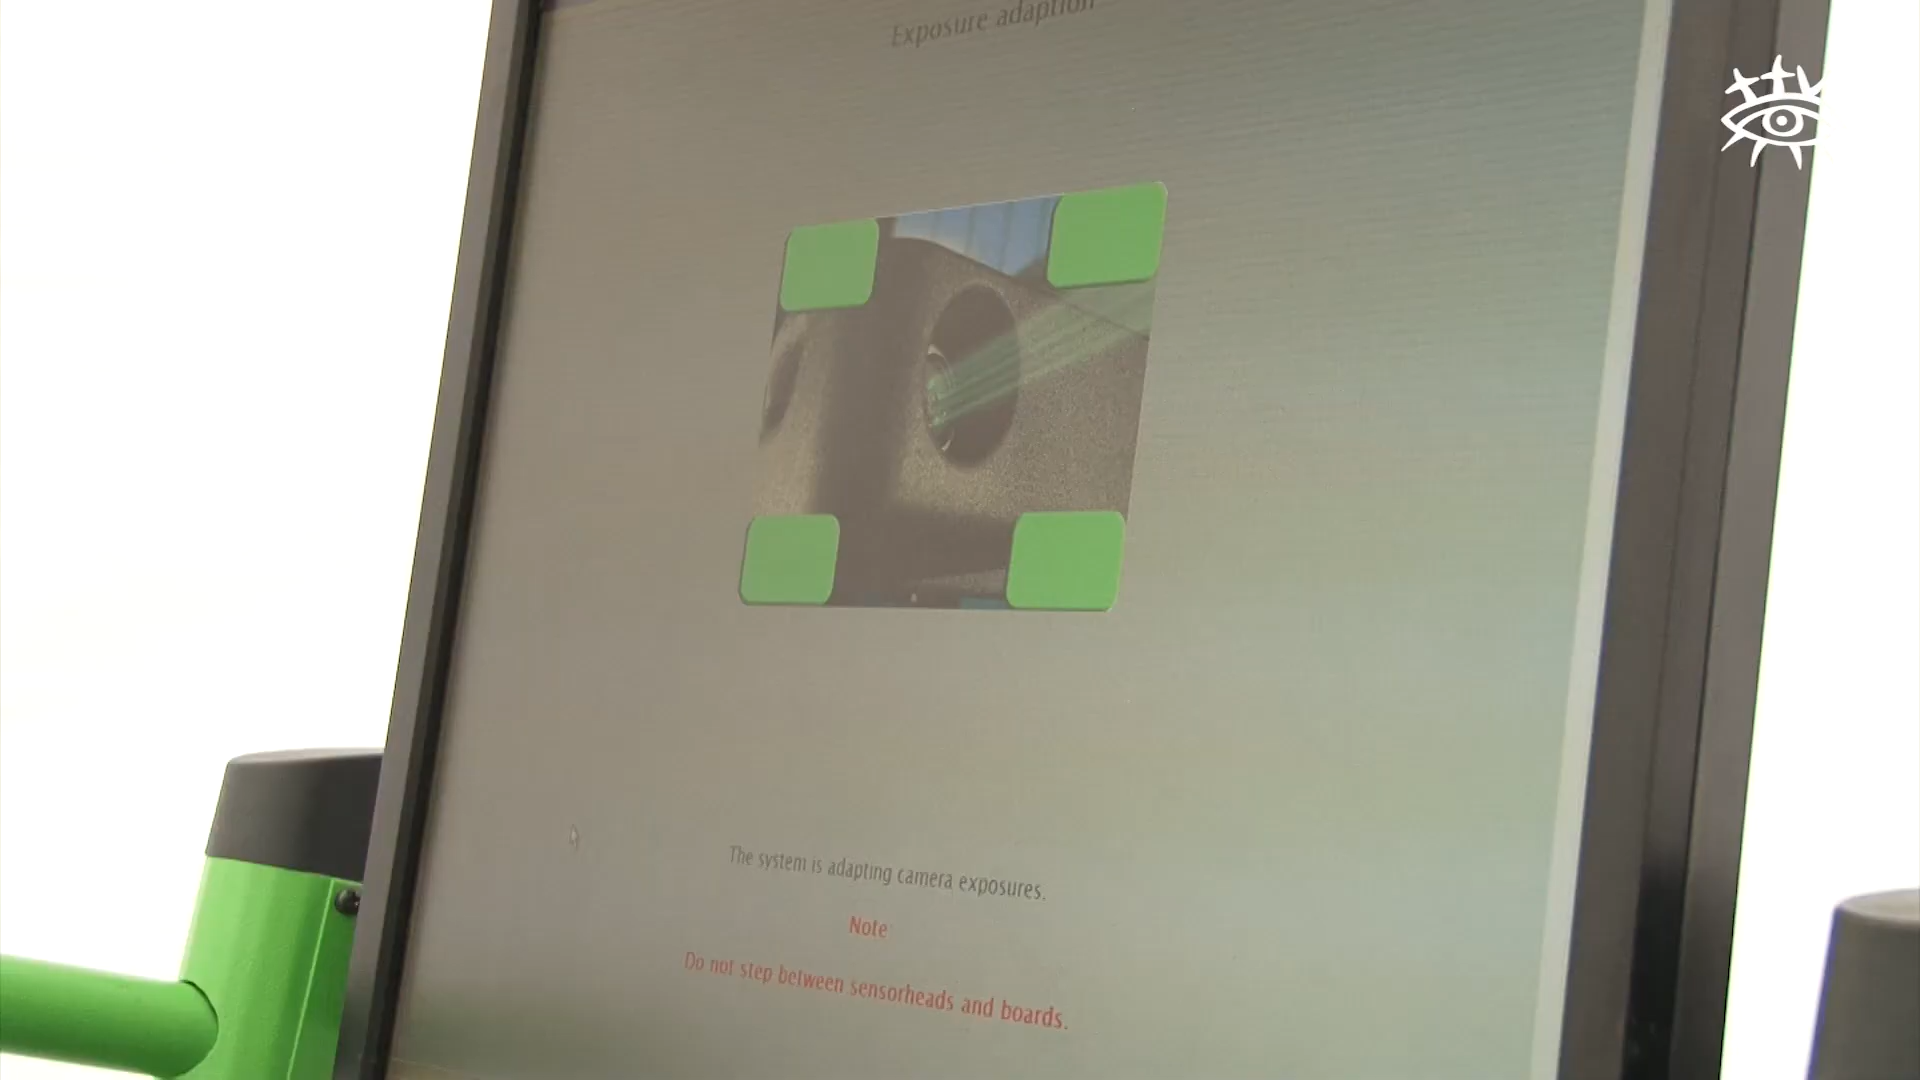 Exposure adaption
The system is adapting camera exposures.
Note
Do not step between sensorheads and boards.